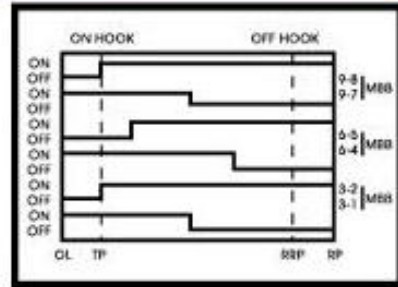 ON HOOK OFF HOOK
ON
OFF 9-8
ON 9-7 MBB
OFF
ON
OFF 6-5
ON 6-4 MBB
OFF
ON
OFF 3-2
ON 3-1 MBB
OFF
OL TP RRP RP